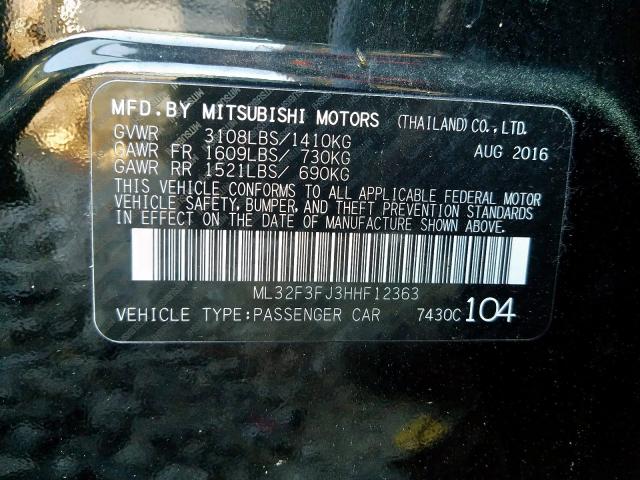 MFD. BY MITSUBISHI MOTORS (THAILAND) CO., LTD.
GVWR 3108LBS/1410KG AUG 2016
GAWR FR 1609LBS/ 730KG
GAWR RR 1521LBS/ 690KG
THIS VEHICLE CONFORMS TO ALL APPLICABLE FEDERAL MOTOR
VEHICLE SAFETY, BUMPER, AND THEFT PREVENTION STANDARDS
IN EFFECT ON THE DATE OF MANUFACTURE SHOWN ABOVE.
ML32F3FJ3HHF12363
VEHICLE TYPE:PASSENGER CAR 7430C 104